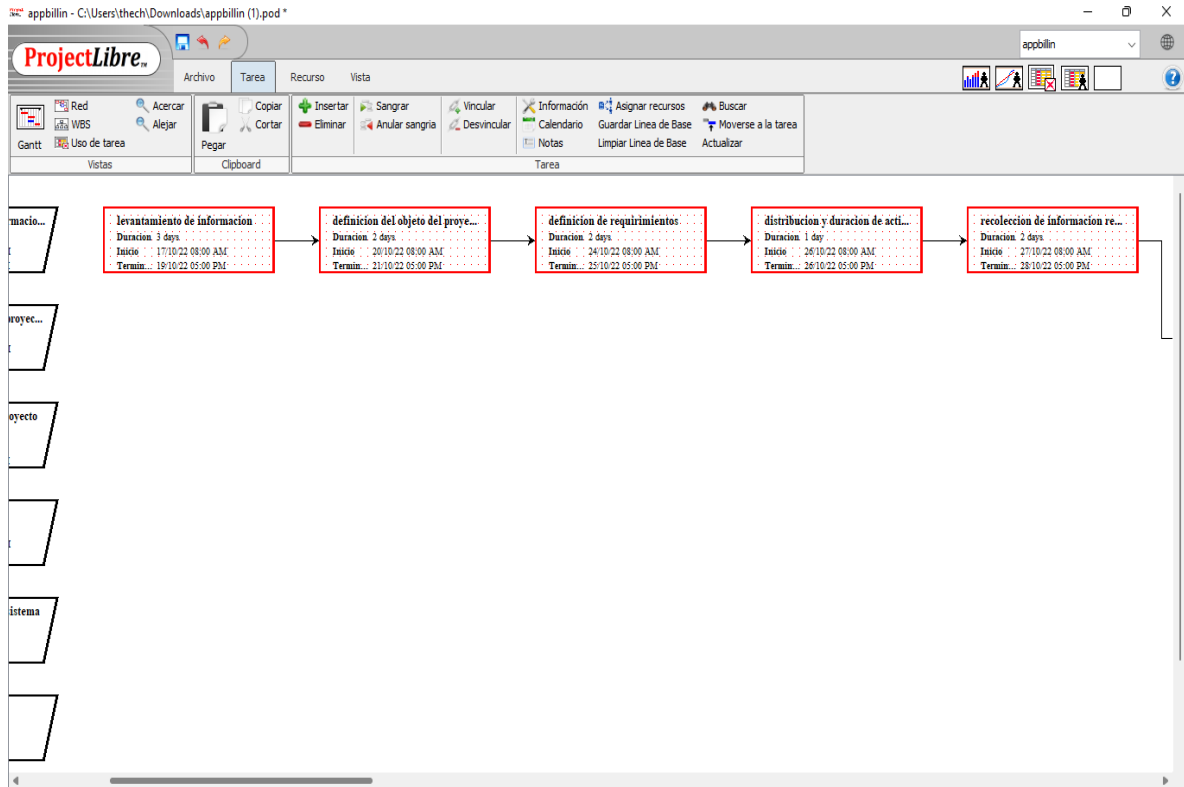 appbillin - C:\Users\thech\Downloads\appbillin (1).pod *
ProjectLibre™
appbillin
Archivo Tarea Recurso Vista
Gantt
Red
WBS
Uso de tarea
Acercar
Alejar
Vistas
Pegar
Copiar
Cortar
Clipboard
Insertar
Eliminar
Sangrar
Anular sangria
Vincular
Desvincular
Información
Calendario
Notas
Asignar recursos
Guardar Linea de Base
Limpiar Linea de Base
Buscar
Moverse a la tarea
Actualizar
Tarea
rmacio...
levantamiento de informacion
Duracion 3 days
Inicio 17/10/22 08:00 AM
Termin... 19/10/22 05:00 PM
definicion del objeto del proye...
Duracion 2 days
Inicio 20/10/22 08:00 AM
Termin... 21/10/22 05:00 PM
definicion de requirimientos
Duracion 2 days
Inicio 24/10/22 08:00 AM
Termin... 25/10/22 05:00 PM
distribucion y duracion de acti...
Duracion 1 day
Inicio 26/10/22 08:00 AM
Termin... 26/10/22 05:00 PM
recoleccion de informacion re...
Duracion 2 days
Inicio 27/10/22 08:00 AM
Termin... 28/10/22 05:00 PM
proyec...
oyecto
sistema